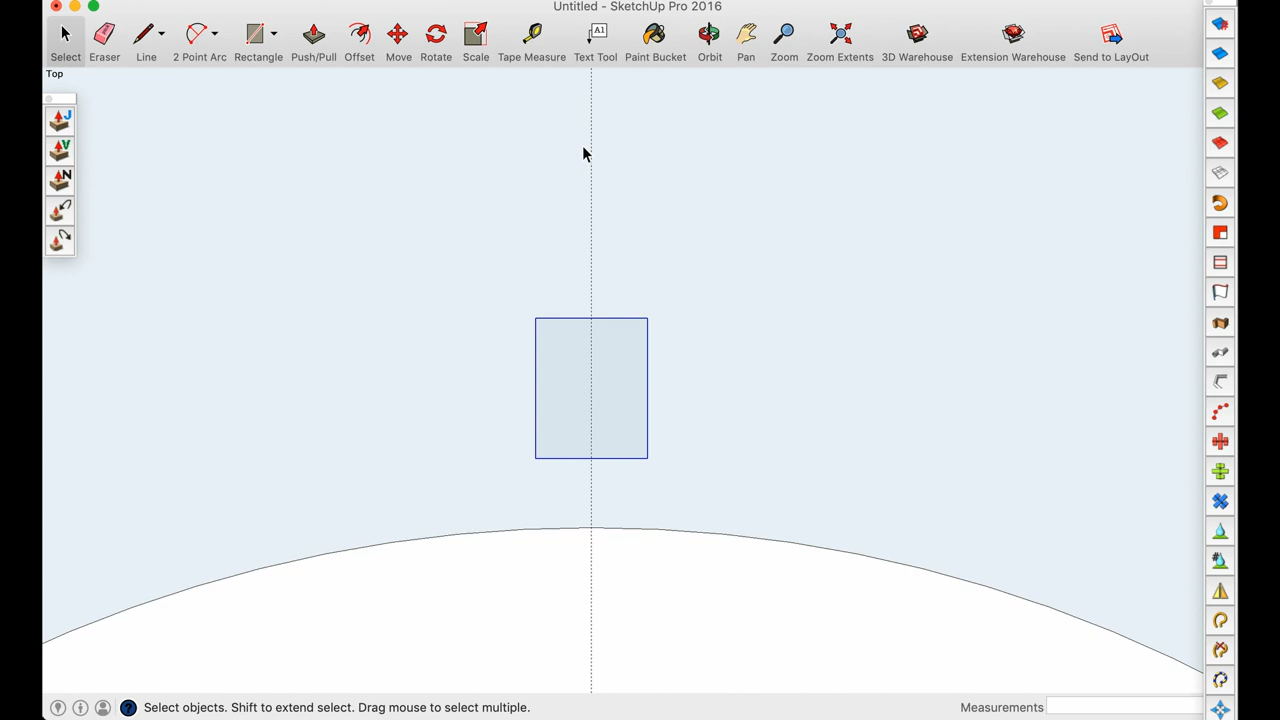 Untitled - SketchUp Pro 2016
A1
Select Eraser Line 2 Point Arc Rectangle Push/Pull Offset Move Rotate Scale Tape Measure Text Tool Paint Bucket Orbit Pan Zoom Zoom Extents 3D Warehouse Extension Warehouse Send to LayOut
Top
J
V
N
#
Select objects. Shift to extend select. Drag mouse to select multiple. Measurements